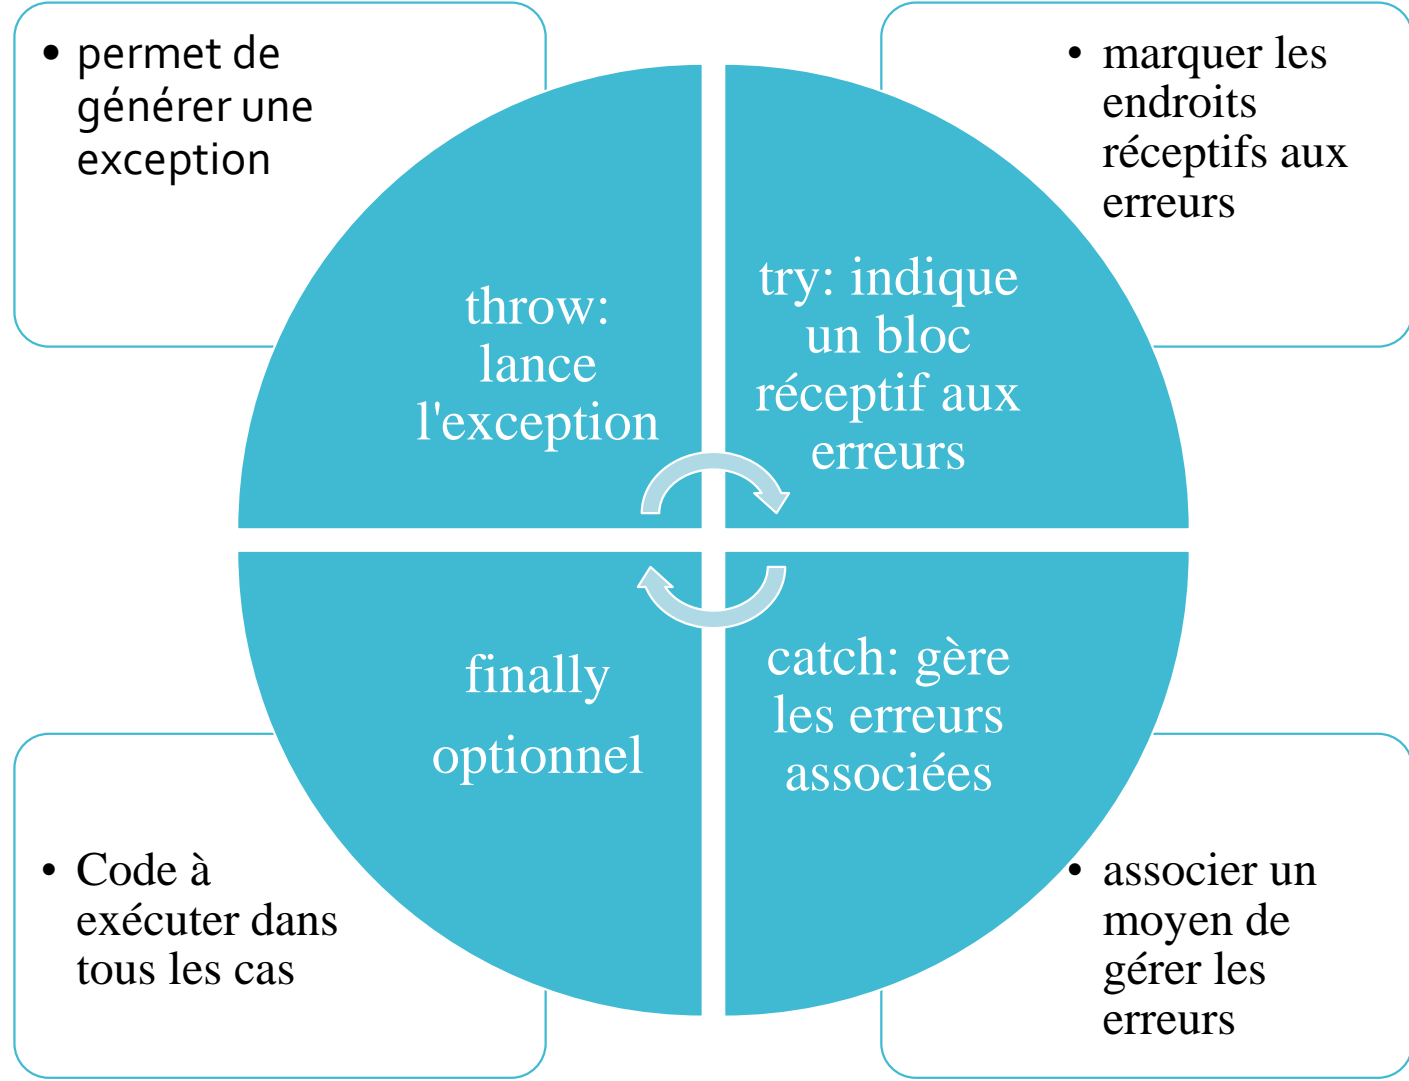 • permet de
générer une
exception
• marquer les
endroits
réceptifs aux
erreurs
throw:
lance
l'exception
try: indique
un bloc
réceptif aux
erreurs
finally
optionnel
catch: gère
les erreurs
associées
• Code à
exécuter dans
tous les cas
• associer un
moyen de
gérer les
erreurs